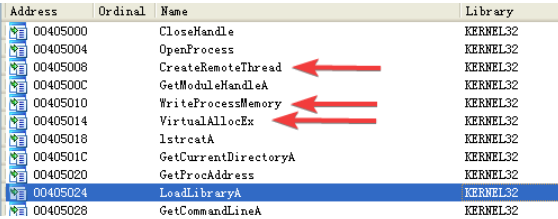 Address Ordinal Name Library
00405000 CloseHandle KERNEL32
00405004 OpenProcess KERNEL32
00405008 CreateRemoteThread KERNEL32
0040500C GetModuleHandleA KERNEL32
00405010 WriteProcessMemory KERNEL32
00405014 VirtualAllocEx KERNEL32
00405018 lstrcatA KERNEL32
0040501C GetCurrentDirectoryA KERNEL32
00405020 GetProcAddress KERNEL32
00405024 LoadLibraryA KERNEL32
00405028 GetCommandLineA KERNEL32